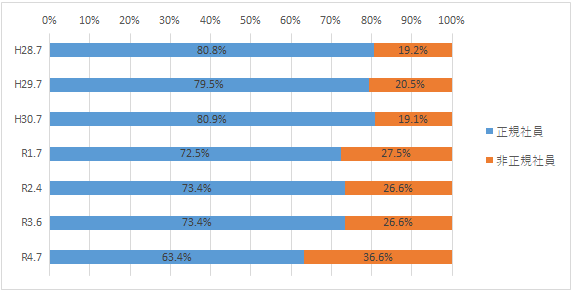 0% 10% 20% 30% 40% 50% 60% 70% 80% 90% 100%
H28.7 80.8% 19.2%
H29.7 79.5% 20.5%
H30.7 80.9% 19.1%
R1.7 72.5% 27.5%
R2.4 73.4% 26.6%
R3.6 73.4% 26.6%
R4.7 63.4% 36.6%
正規社員
非正規社員